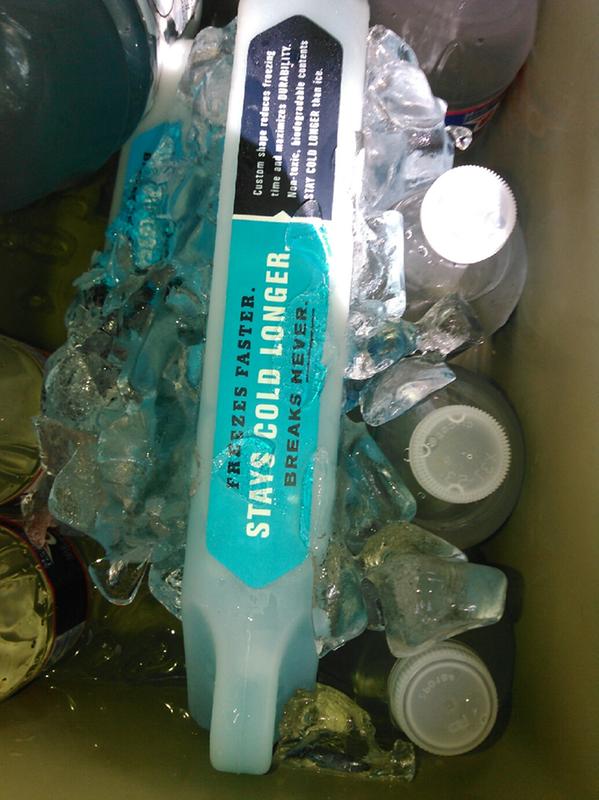 Custom shape reduces freezing
time and maximizes DURABILITY.
Non-toxic, biodegradable contents
STAY COLD LONGER than ice.
FREEZES FASTER.
STAYS COLD LONGER.
BREAKS NEVER.